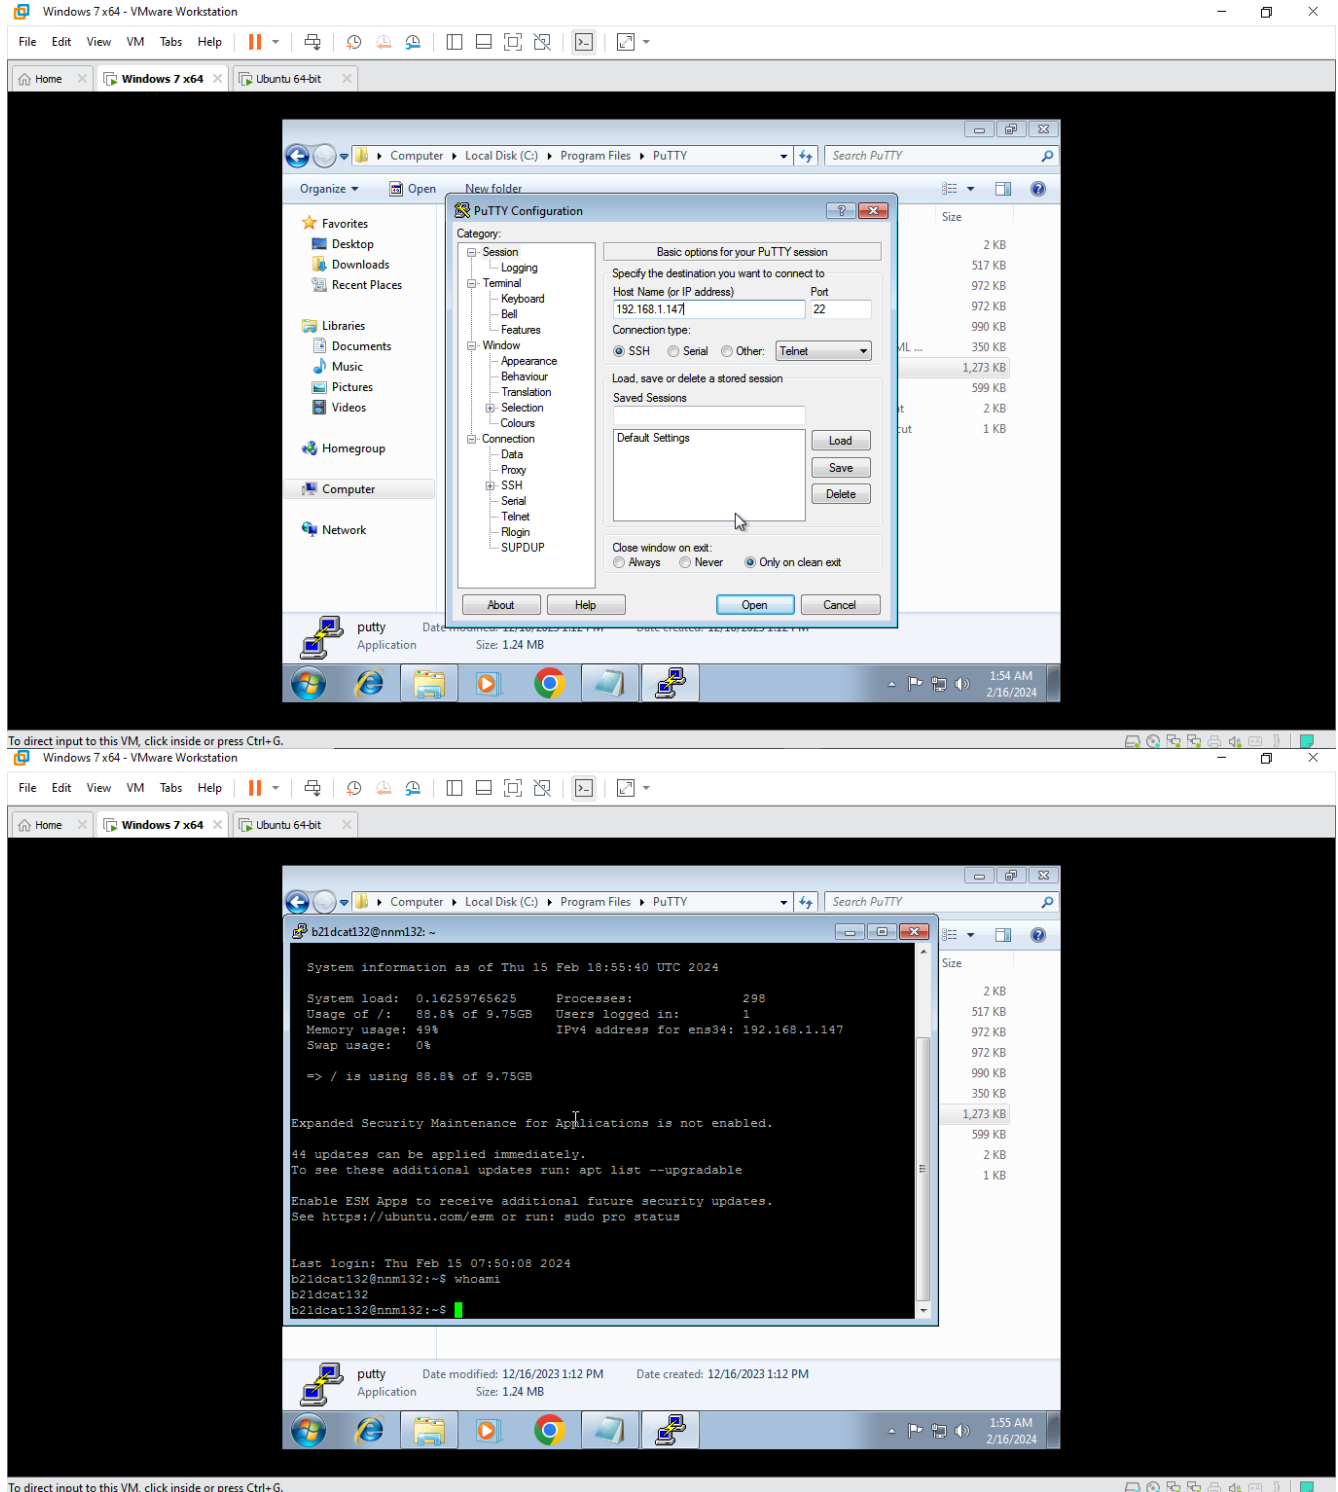 Windows 7 x64 - VMware Workstation
File Edit View VM Tabs Help
Home Windows 7 x64 Ubuntu 64-bit
Computer Local Disk (C:) Program Files PuTTY Search PuTTY
Organize Open New folder
Favorites
Desktop
Downloads
Recent Places
Libraries
Documents
Music
Pictures
Videos
Homegroup
Computer
Network
PuTTY Configuration
Category:
Session
Logging
Terminal
Keyboard
Bell
Features
Window
Appearance
Behaviour
Translation
Selection
Colours
Connection
Data
Proxy
SSH
Serial
Telnet
Rlogin
SUPDUP
Basic options for your PuTTY session
Specify the destination you want to connect to
Host Name (or IP address) Port
192.168.1.147 22
Connection type:
SSH Serial Other: Telnet
Load, save or delete a stored session
Saved Sessions
Default Settings
Load
Save
Delete
Close window on exit:
Always Never Only on clean exit
About Help Open Cancel
Size
2 KB
517 KB
972 KB
972 KB
990 KB
ML ... 350 KB
1,273 KB
599 KB
2 KB
cut 1 KB
putty Date modified: 12/16/2023 1:12 PM Date created: 12/16/2023 1:12 PM
Application Size: 1.24 MB
1:54 AM
2/16/2024
To direct input to this VM, click inside or press Ctrl+G.
Windows 7 x64 - VMware Workstation
File Edit View VM Tabs Help
Home Windows 7 x64 Ubuntu 64-bit
Computer Local Disk (C:) Program Files PuTTY Search PuTTY
b21dcat132@nnm132: ~
System information as of Thu 15 Feb 18:55:40 UTC 2024
System load: 0.16259765625 Processes: 298
Usage of /: 88.8% of 9.75GB Users logged in: 1
Memory usage: 49% IPv4 address for ens34: 192.168.1.147
Swap usage: 0%
=> / is using 88.8% of 9.75GB
Expanded Security Maintenance for Applications is not enabled.
44 updates can be applied immediately.
To see these additional updates run: apt list --upgradable
Enable ESM Apps to receive additional future security updates.
See https://ubuntu.com/esm or run: sudo pro status
Last login: Thu Feb 15 07:50:08 2024
b21dcat132@nnm132:~$ whoami
b21dcat132
b21dcat132@nnm132:~$
Size
2 KB
517 KB
972 KB
972 KB
990 KB
350 KB
1,273 KB
599 KB
2 KB
1 KB
putty Date modified: 12/16/2023 1:12 PM Date created: 12/16/2023 1:12 PM
Application Size: 1.24 MB
1:55 AM
2/16/2024
To direct input to this VM, click inside or press Ctrl+G.